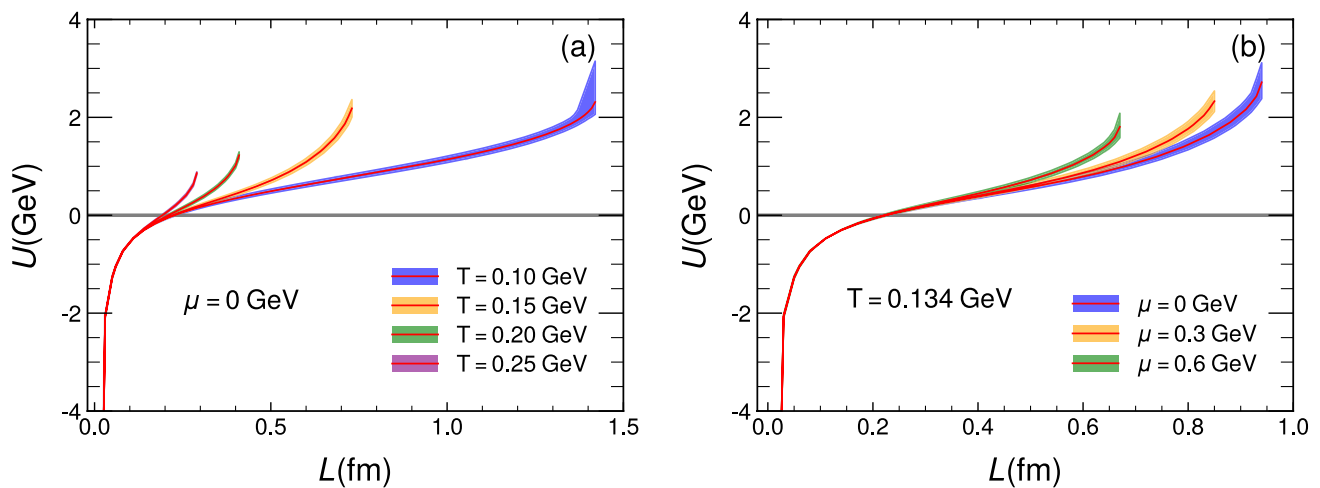 (a)
U(GeV)
4
2
0
-2
-4
μ = 0 GeV
T = 0.10 GeV
T = 0.15 GeV
T = 0.20 GeV
T = 0.25 GeV
0.0 0.5 1.0 1.5
L(fm)
(b)
U(GeV)
4
2
0
-2
-4
T = 0.134 GeV
μ = 0 GeV
μ = 0.3 GeV
μ = 0.6 GeV
0.0 0.2 0.4 0.6 0.8 1.0
L(fm)